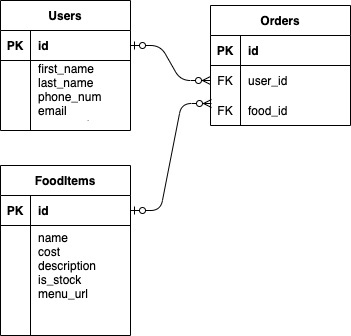 Users
PK id
first_name
last_name
phone_num
email
Orders
PK id
FK user_id
FK food_id
FoodItems
PK id
name
cost
description
is_stock
menu_url